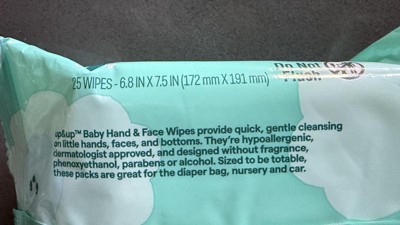 25 WIPES - 6.8 IN X 7.5 IN (172 mm X 191 mm)
Do Not
Flush
up&up™ Baby Hand & Face Wipes provide quick, gentle cleansing
on little hands, faces, and bottoms. They're hypoallergenic,
dermatologist approved, and designed without fragrance,
phenoxyethanol, parabens or alcohol. Sized to be totable,
these packs are great for the diaper bag, nursery and car.